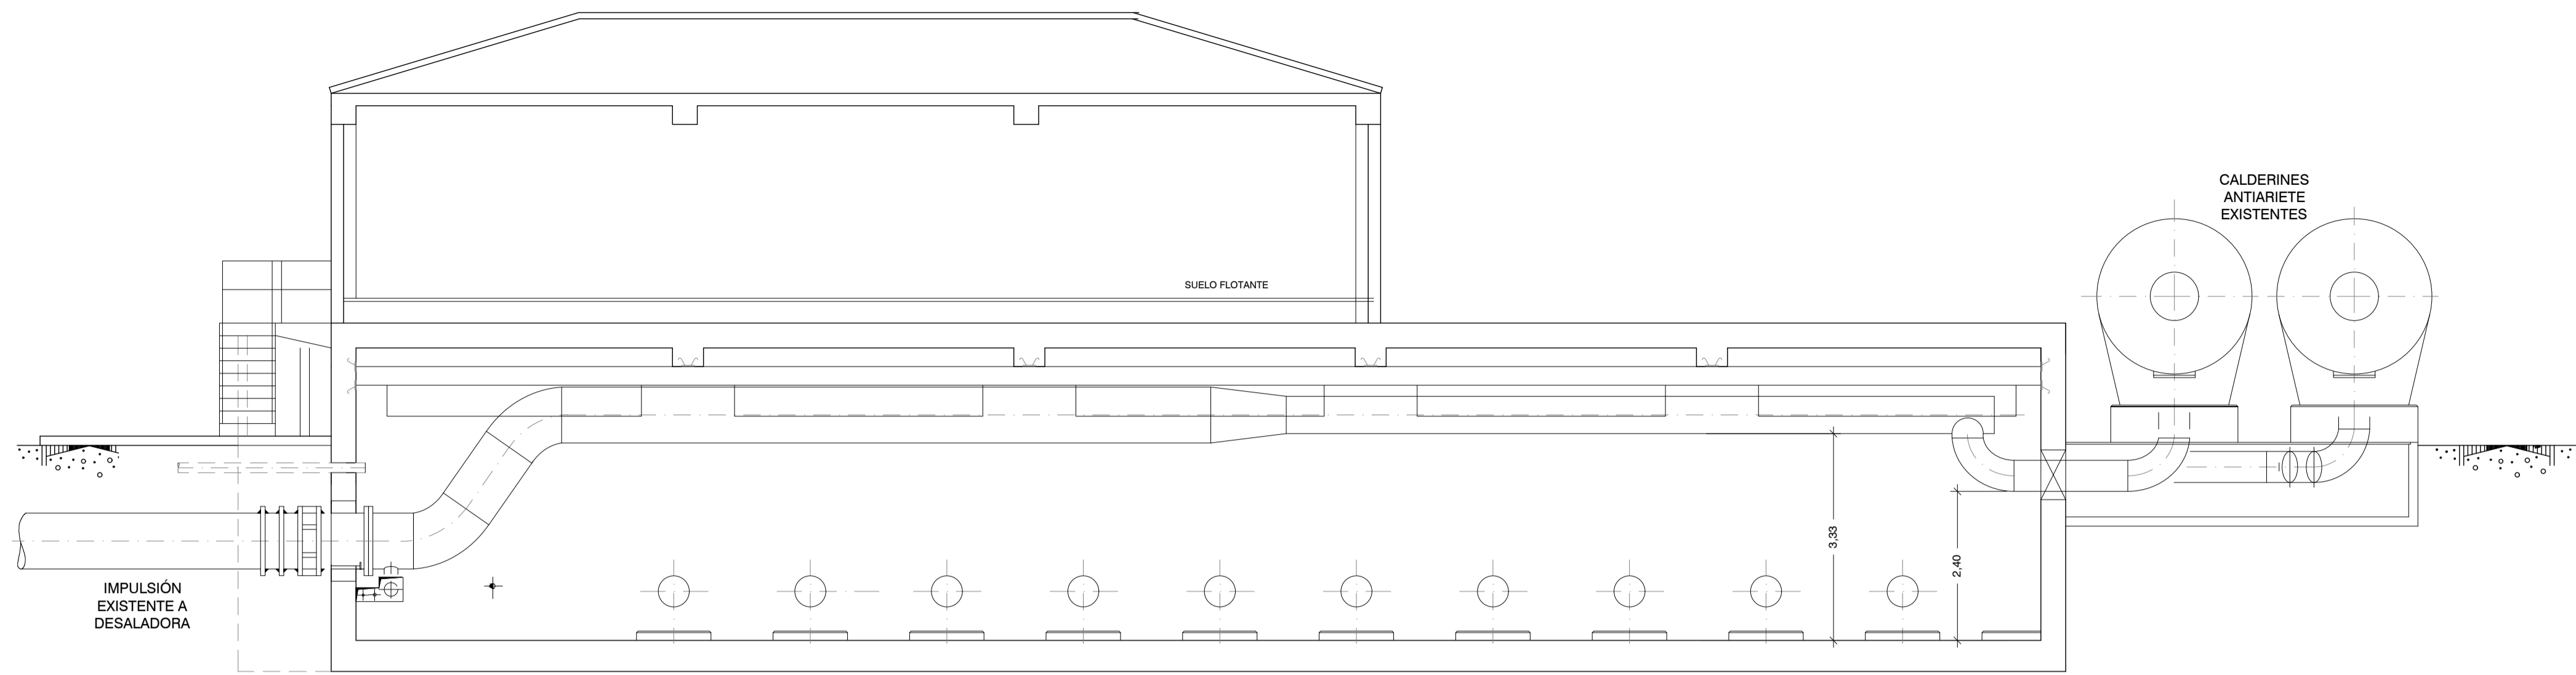 CALDERINES
ANTIARIETE
EXISTENTES
SUELO FLOTANTE
3,33
2,40
IMPULSIÓN
EXISTENTE A
DESALADORA